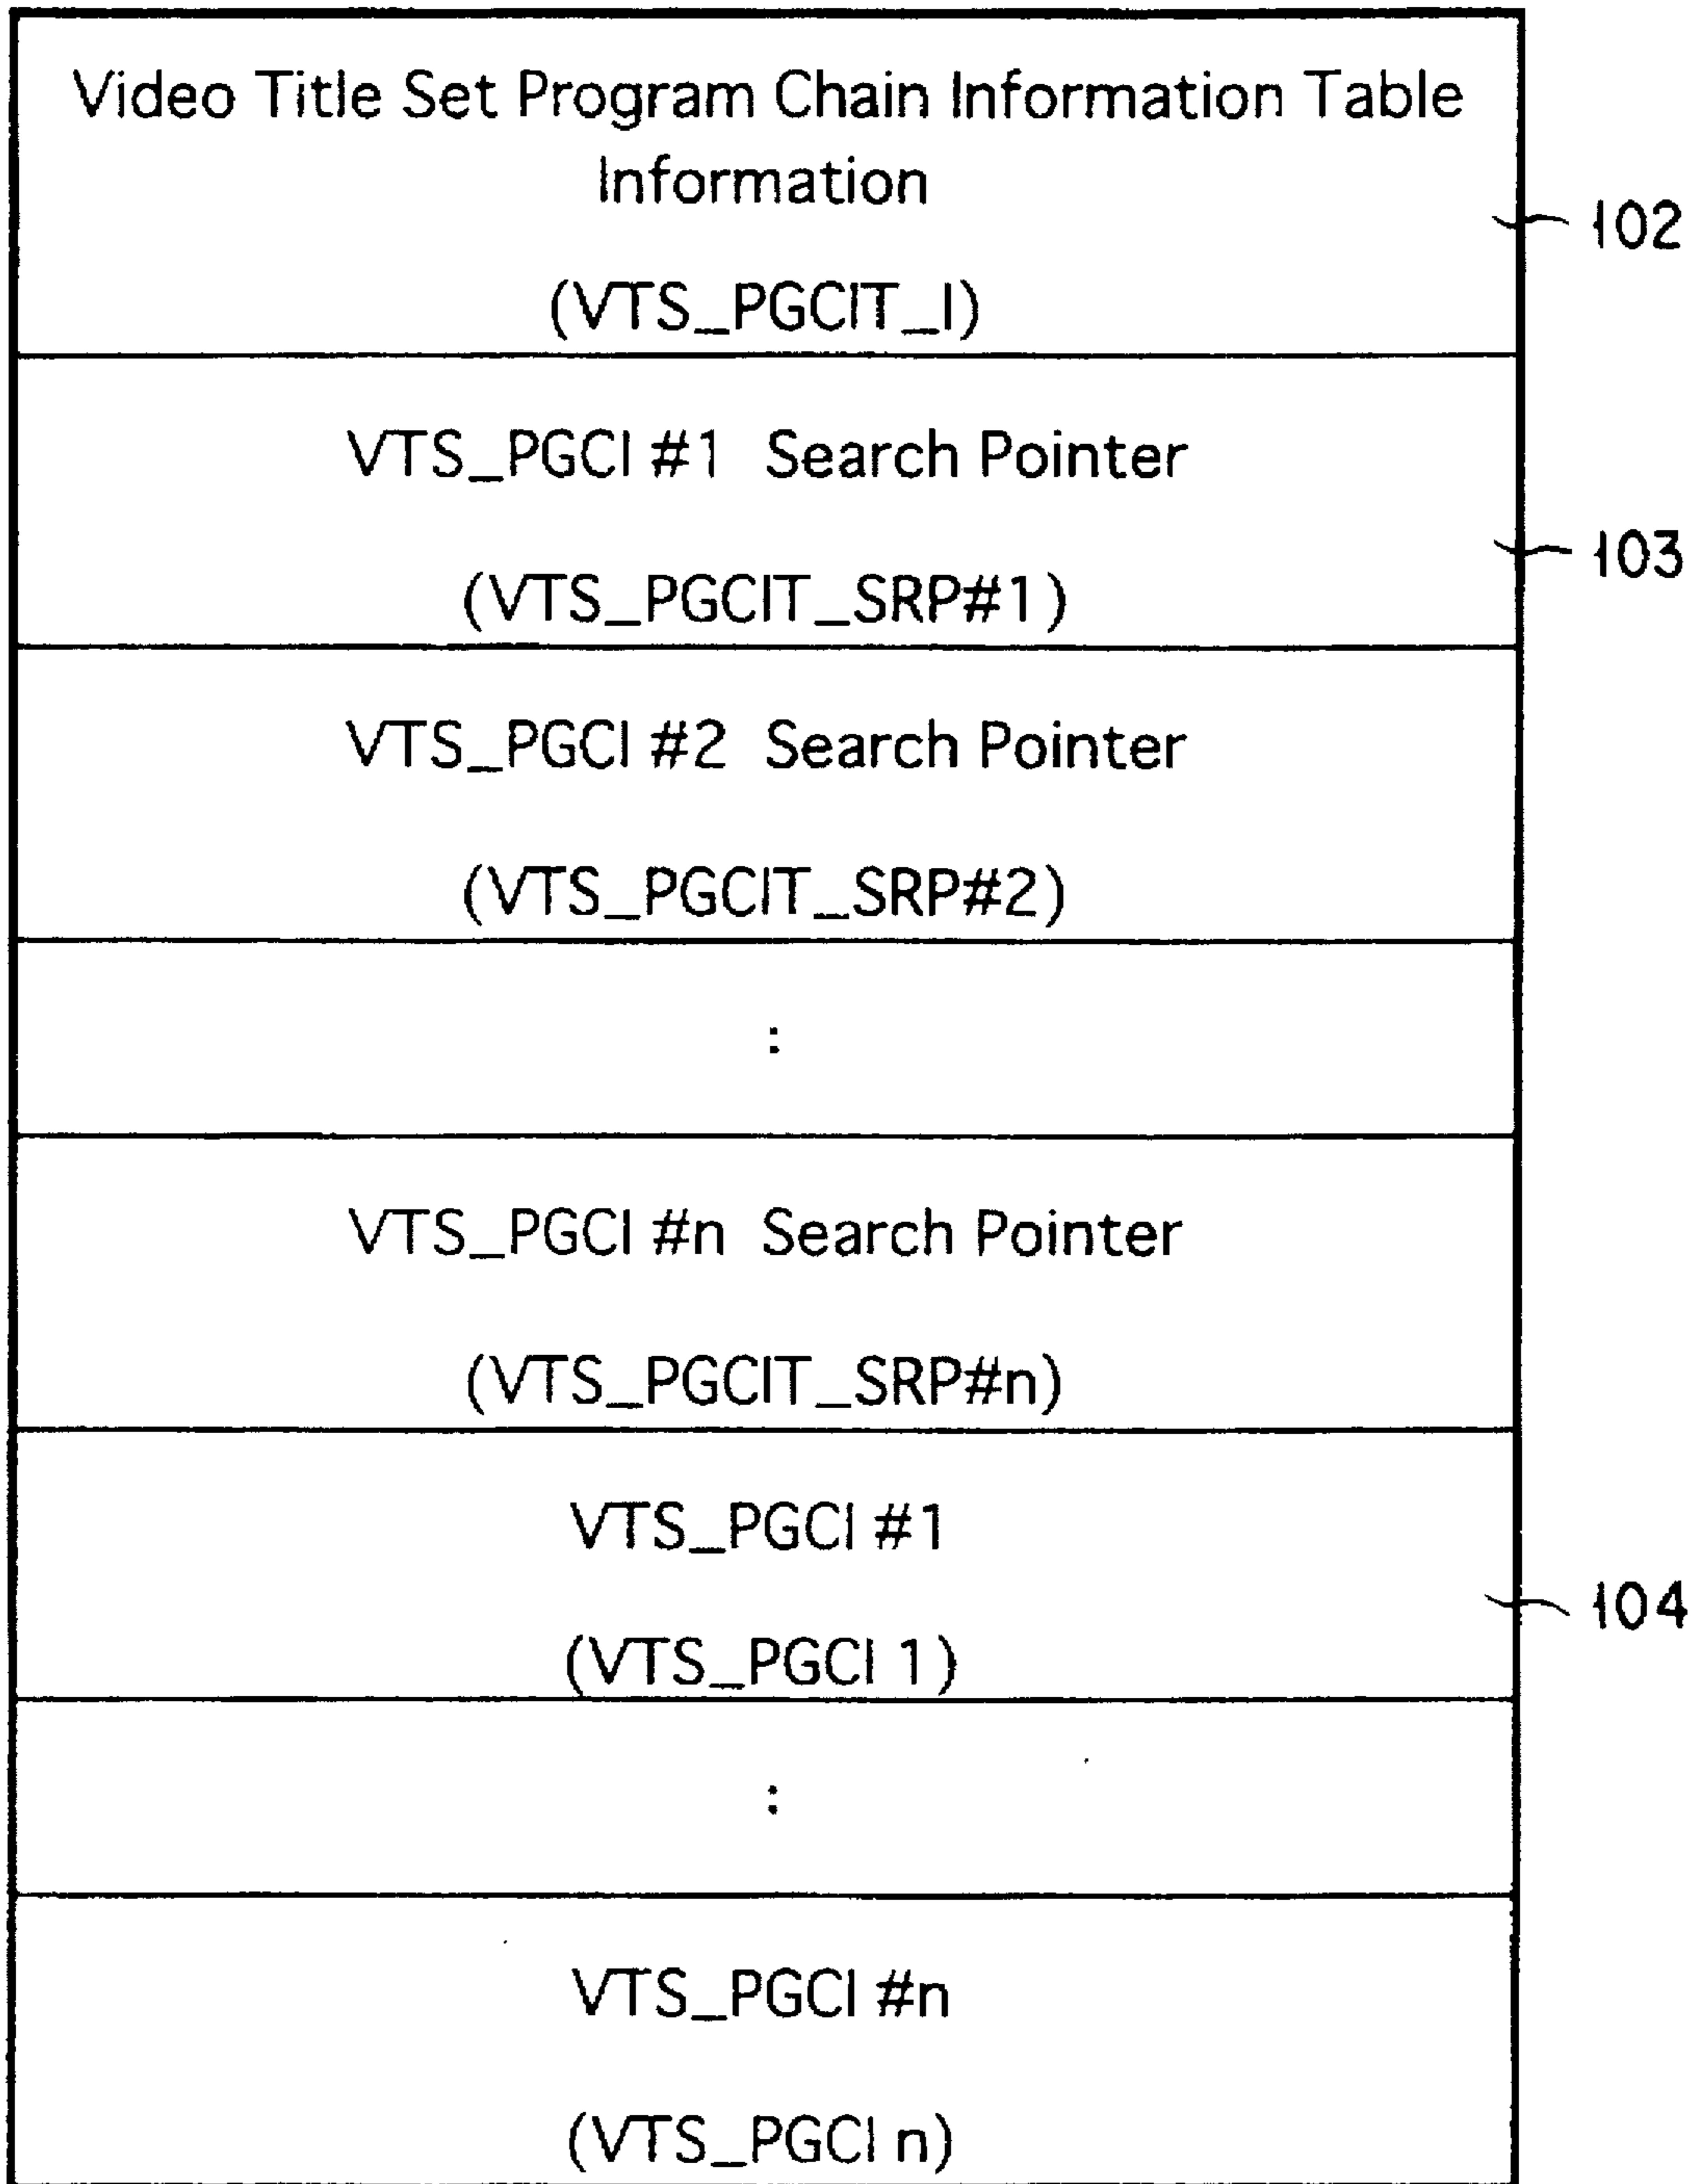 Video Title Set Program Chain Information Table
Information
(VTS_PGCIT_I)
102
VTS_PGCI #1 Search Pointer
(VTS_PGCIT_SRP#1)
103
VTS_PGCI #2 Search Pointer
(VTS_PGCIT_SRP#2)
:
VTS_PGCI #n Search Pointer
(VTS_PGCIT_SRP#n)
VTS_PGCI #1
(VTS_PGCI 1)
104
:
VTS_PGCI #n
(VTS_PGCI n)